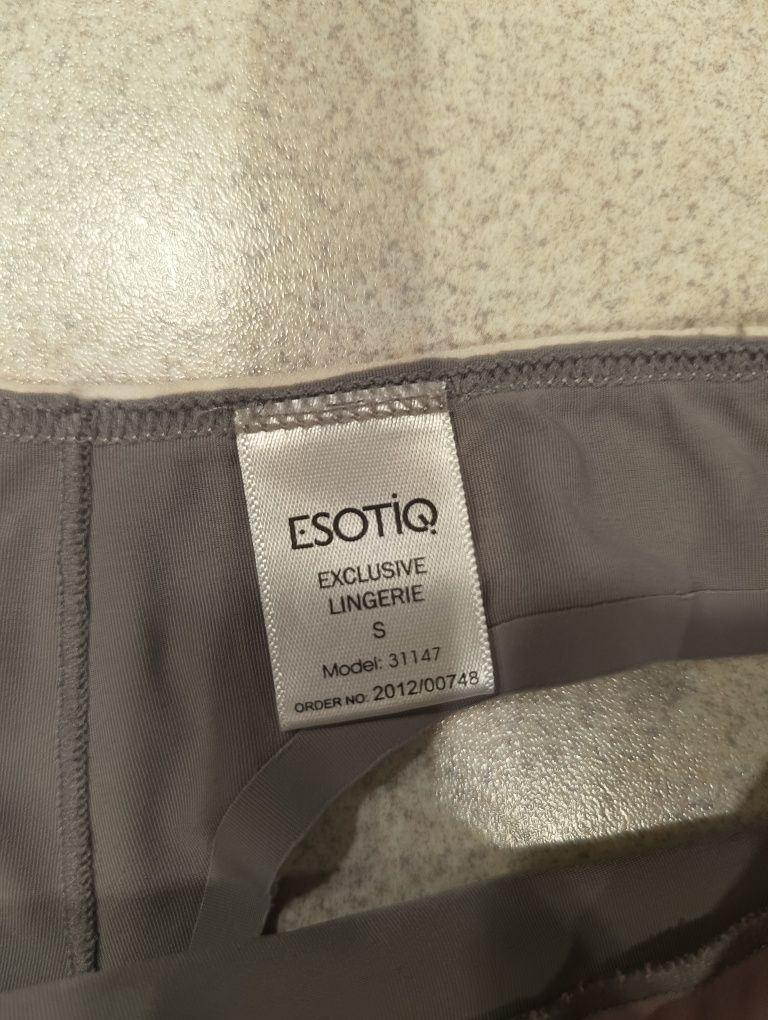 ESOTIQ
EXCLUSIVE
LINGERIE
S
Model: 31147
ORDER NO: 2012/00748